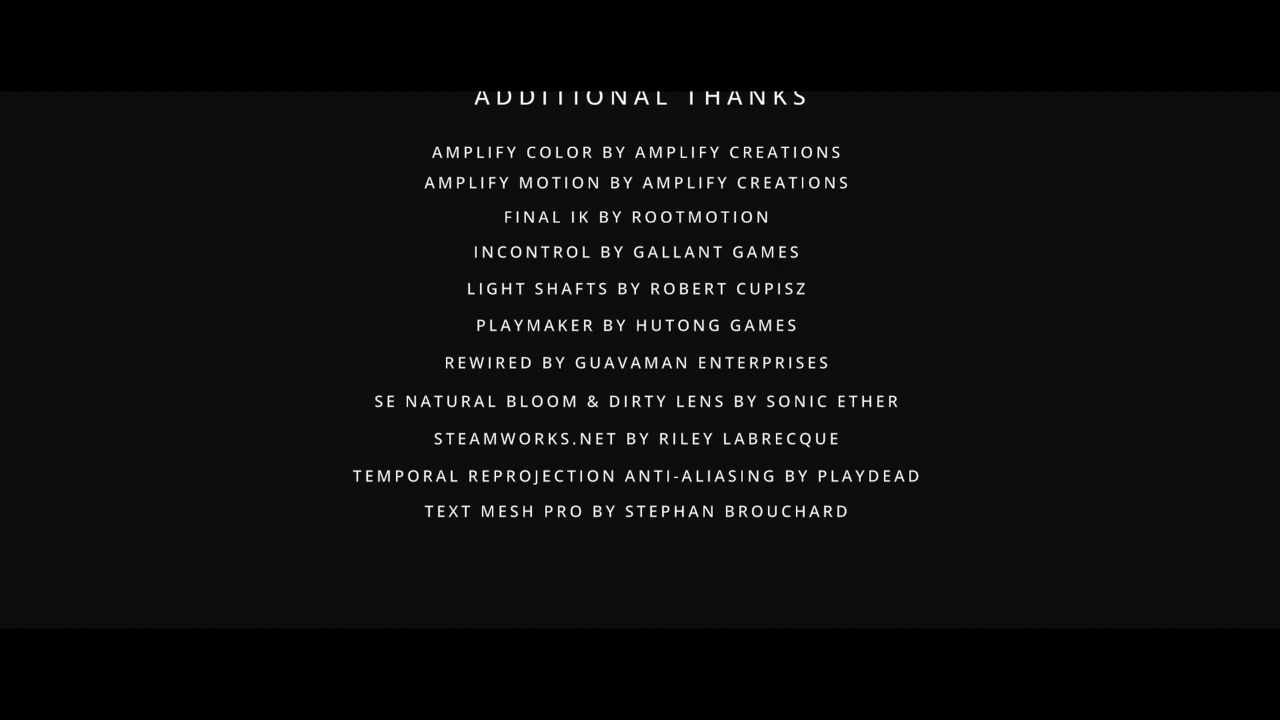 ADDITIONAL THANKS
AMPLIFY COLOR BY AMPLIFY CREATIONS
AMPLIFY MOTION BY AMPLIFY CREATIONS
FINAL IK BY ROOTMOTION
INCONTROL BY GALLANT GAMES
LIGHT SHAFTS BY ROBERT CUPISZ
PLAYMAKER BY HUTONG GAMES
REWIRED BY GUAVAMAN ENTERPRISES
SE NATURAL BLOOM & DIRTY LENS BY SONIC ETHER
STEAMWORKS.NET BY RILEY LABRECQUE
TEMPORAL REPROJECTION ANTI-ALIASING BY PLAYDEAD
TEXT MESH PRO BY STEPHAN BROUCHARD